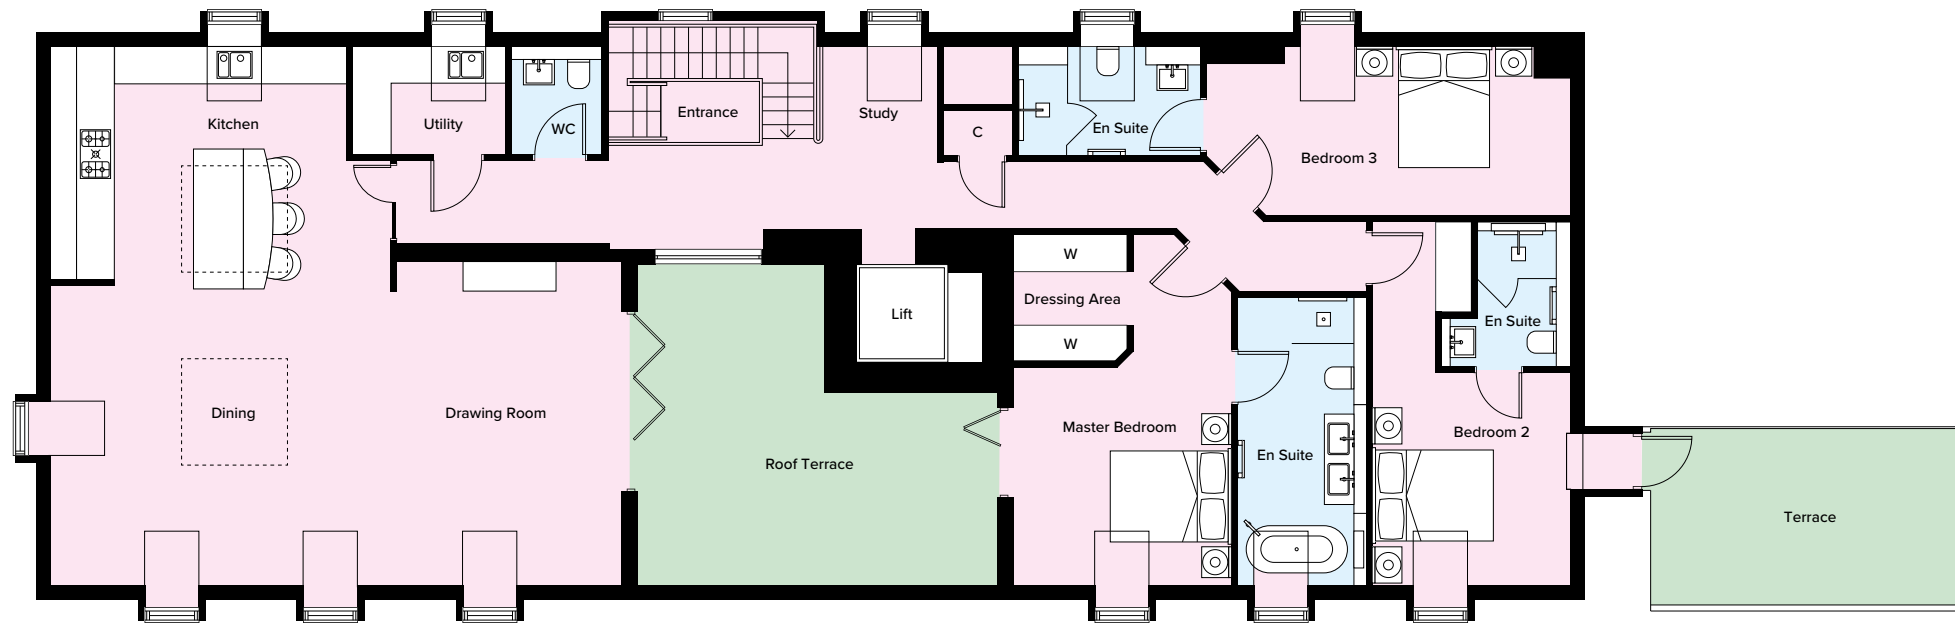 Kitchen
Utility
WC
Entrance
Study
C
En Suite
Bedroom 3
W
Dressing Area
W
Lift
En Suite
Dining
Drawing Room
Roof Terrace
Master Bedroom
En Suite
Bedroom 2
Terrace